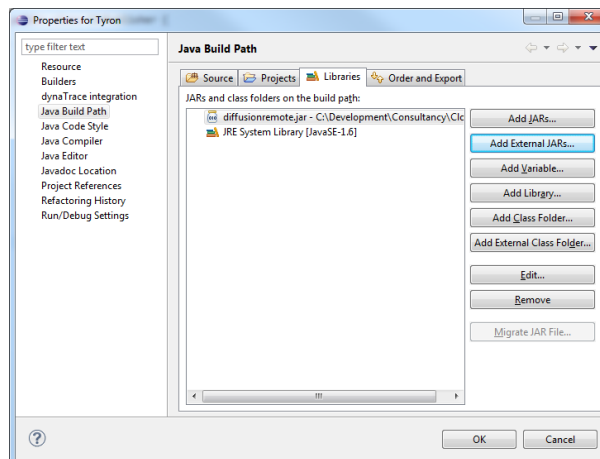 Properties for Tyron
type filter text
Resource
Builders
dynaTrace integration
Java Build Path
Java Code Style
Java Compiler
Java Editor
Javadoc Location
Project References
Refactoring History
Run/Debug Settings
Java Build Path
Source Projects Libraries Order and Export
JARs and class folders on the build path:
diffusionremote.jar - C:\Development\Consultancy\Clc
JRE System Library [JavaSE-1.6]
Add JARs...
Add External JARs...
Add Variable...
Add Library...
Add Class Folder...
Add External Class Folder...
Edit...
Remove
Migrate JAR File...
OK Cancel